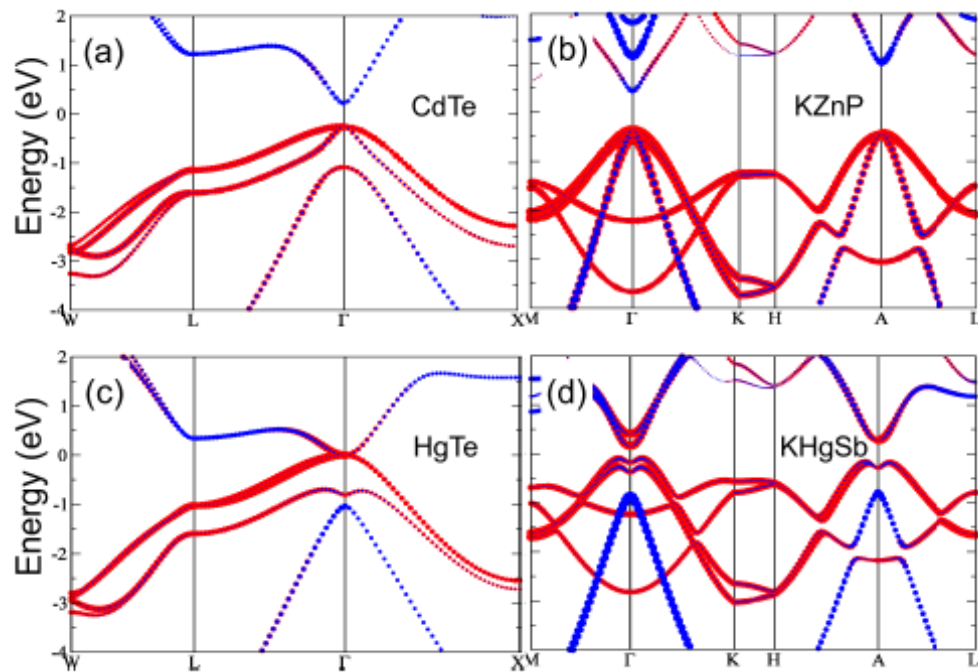 (a)
CdTe
Energy (eV)
2
1
0
-1
-2
-3
-4
W
L
Γ
X
(b)
KZnP
M
Γ
K
H
A
L
(c)
HgTe
Energy (eV)
2
1
0
-1
-2
-3
-4
W
L
Γ
X
(d)
KHgSb
M
Γ
K
H
A
L